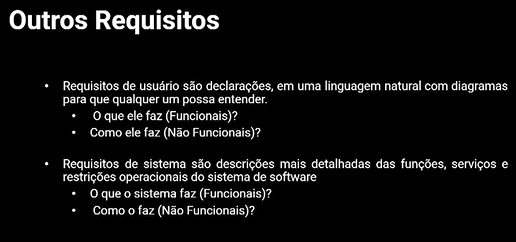 Outros Requisitos
• Requisitos de usuário são declarações, em uma linguagem natural com diagramas
para que qualquer um possa entender.
• O que ele faz (Funcionais)?
• Como ele faz (Não Funcionais)?
• Requisitos de sistema são descrições mais detalhadas das funções, serviços e
restrições operacionais do sistema de software
• O que o sistema faz (Funcionais)?
• Como o faz (Não Funcionais)?